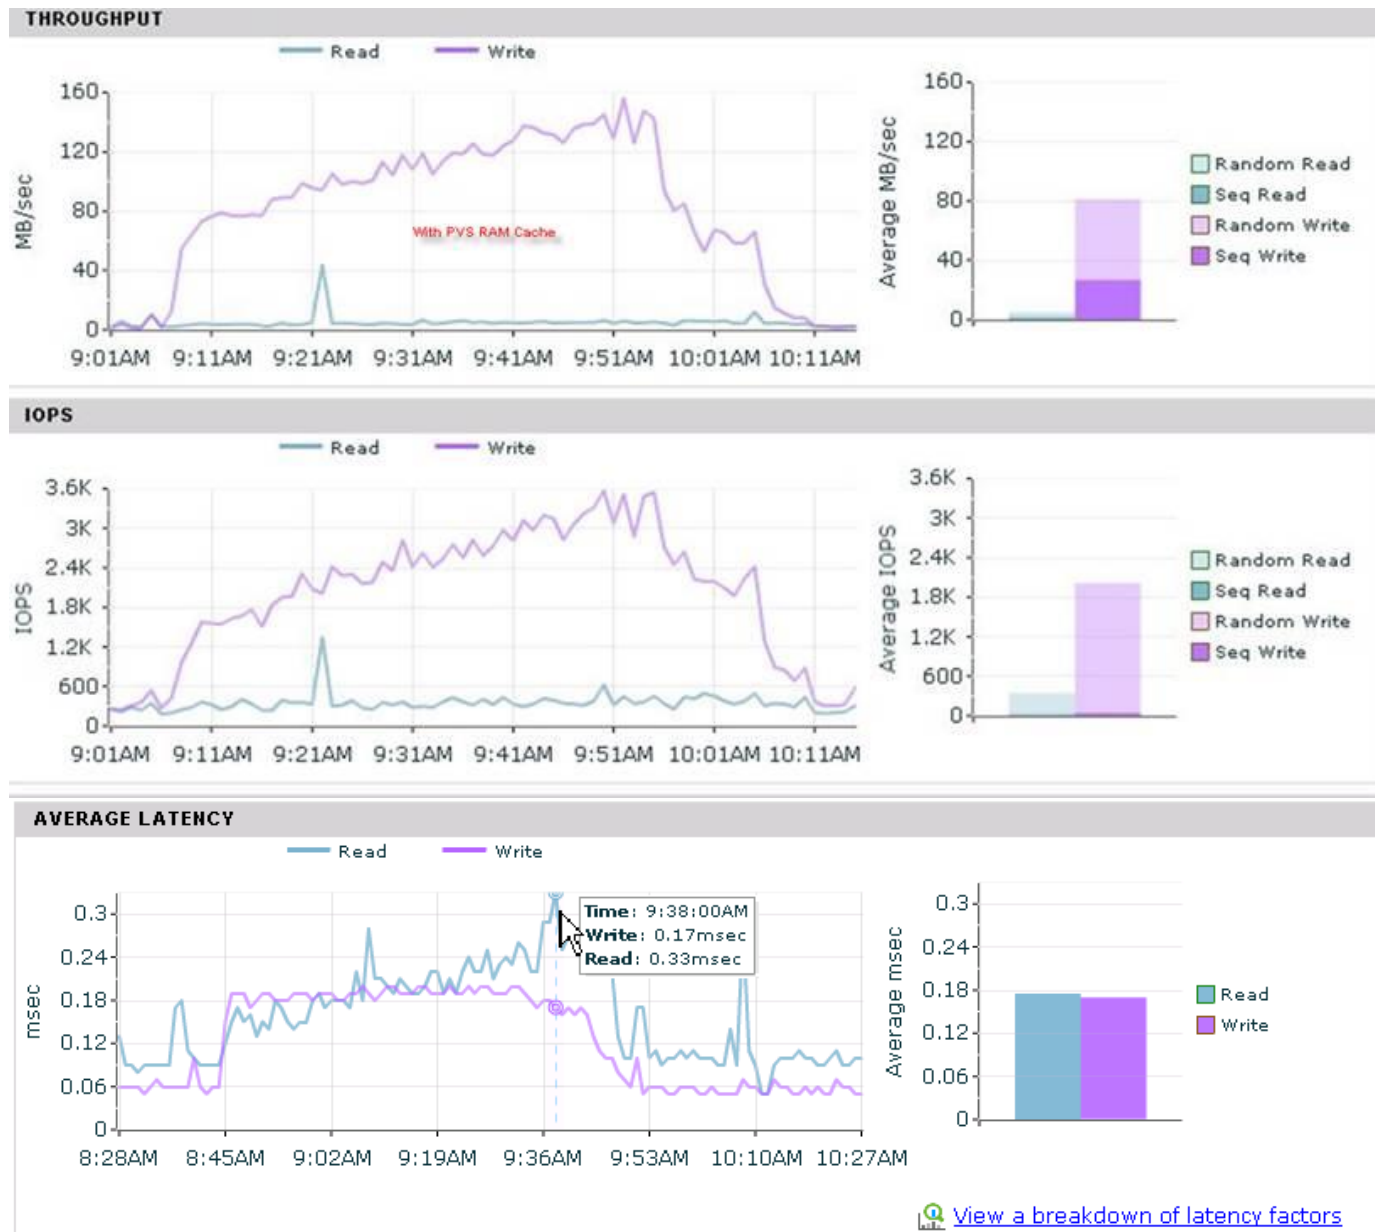 THROUGHPUT
Read Write
MB/sec
160
120
80
40
0
With PVS RAM Cache
9:01AM 9:11AM 9:21AM 9:31AM 9:41AM 9:51AM 10:01AM 10:11AM
Average MB/sec
160
120
80
40
0
Random Read
Seq Read
Random Write
Seq Write
IOPS
Read Write
IOPS
3.6K
3K
2.4K
1.8K
1.2K
600
0
9:01AM 9:11AM 9:21AM 9:31AM 9:41AM 9:51AM 10:01AM 10:11AM
Average IOPS
3.6K
3K
2.4K
1.8K
1.2K
600
0
Random Read
Seq Read
Random Write
Seq Write
AVERAGE LATENCY
Read Write
msec
0.3
0.24
0.18
0.12
0.06
0
Time: 9:38:00AM
Write: 0.17msec
Read: 0.33msec
8:28AM 8:45AM 9:02AM 9:19AM 9:36AM 9:53AM 10:10AM 10:27AM
Average msec
0.3
0.24
0.18
0.12
0.06
0
Read
Write
View a breakdown of latency factors